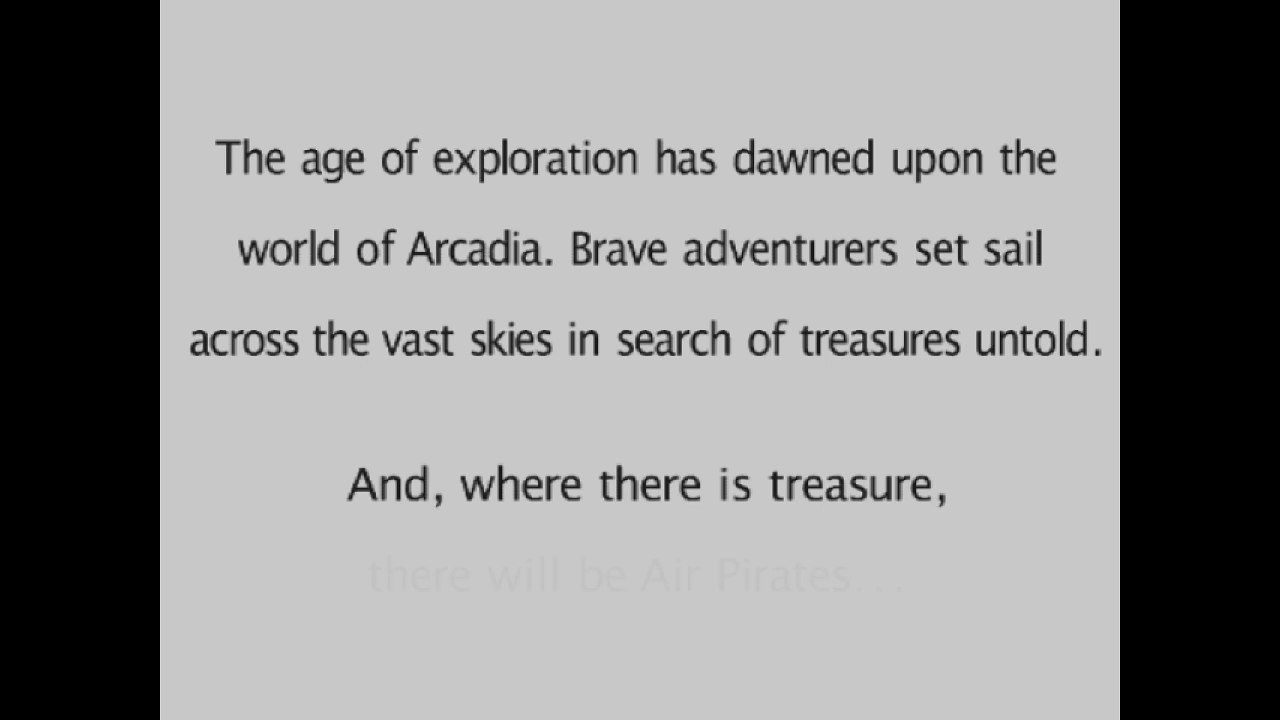 The age of exploration has dawned upon the
world of Arcadia. Brave adventurers set sail
across the vast skies in search of treasures untold.
And, where there is treasure,
there will be Air Pirates. . .